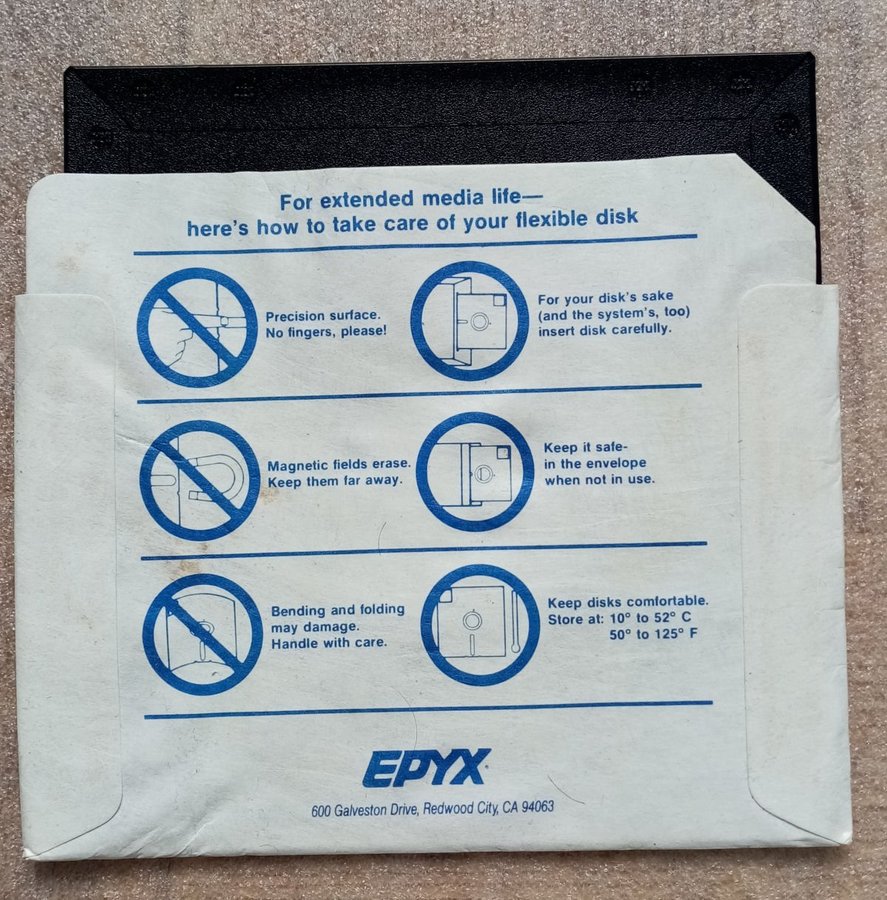 For extended media life—
here's how to take care of your flexible disk
Precision surface.
No fingers, please!
For your disk's sake
(and the system's, too)
insert disk carefully.
Magnetic fields erase.
Keep them far away.
Keep it safe-
in the envelope
when not in use.
Bending and folding
may damage.
Handle with care.
Keep disks comfortable.
Store at: 10° to 52° C
50° to 125° F
EPYX
600 Galveston Drive, Redwood City, CA 94063